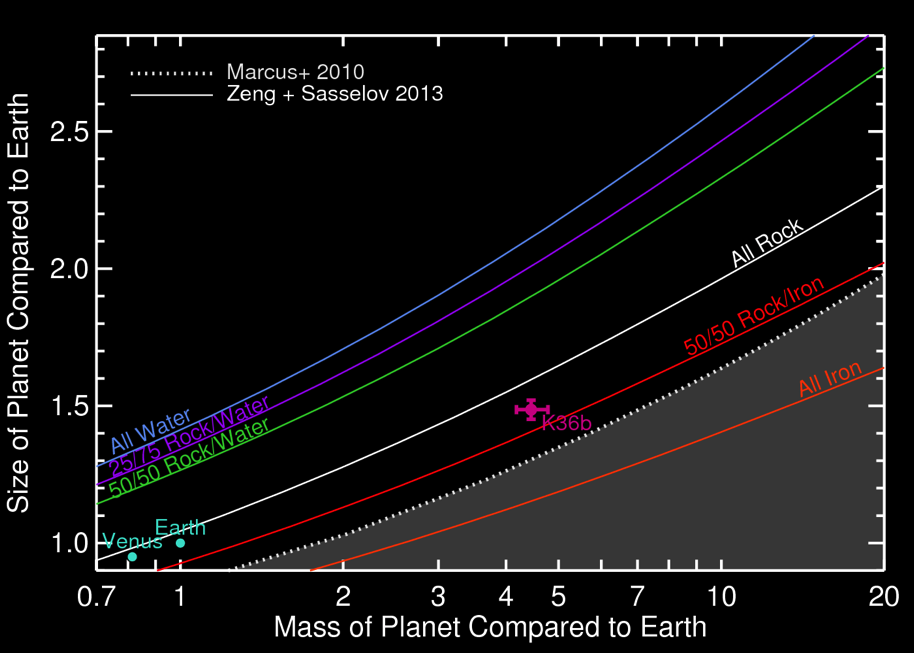 Marcus+ 2010
Zeng + Sasselov 2013
Size of Planet Compared to Earth
2.5
2.0
1.5
1.0
All Water
25/75 Rock/Water
50/50 Rock/Water
All Rock
50/50 Rock/Iron
All Iron
K36b
Earth
Venus
0.7 1 2 3 4 5 7 10 20
Mass of Planet Compared to Earth